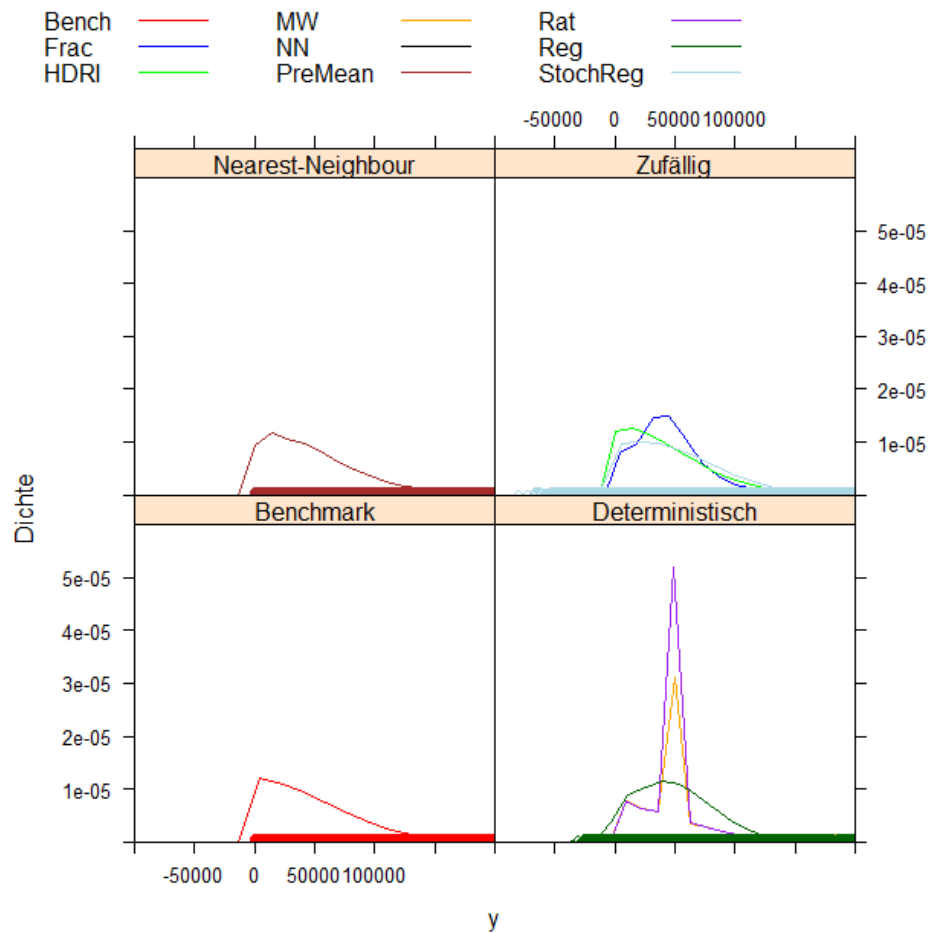 Bench MW Rat
Frac NN Reg
HDRI PreMean StochReg
-50000 0 50000 100000
Nearest-Neighbour Zufällig
5e-05
4e-05
3e-05
2e-05
1e-05
Benchmark Deterministisch
Dichte
5e-05
4e-05
3e-05
2e-05
1e-05
-50000 0 50000 100000
y